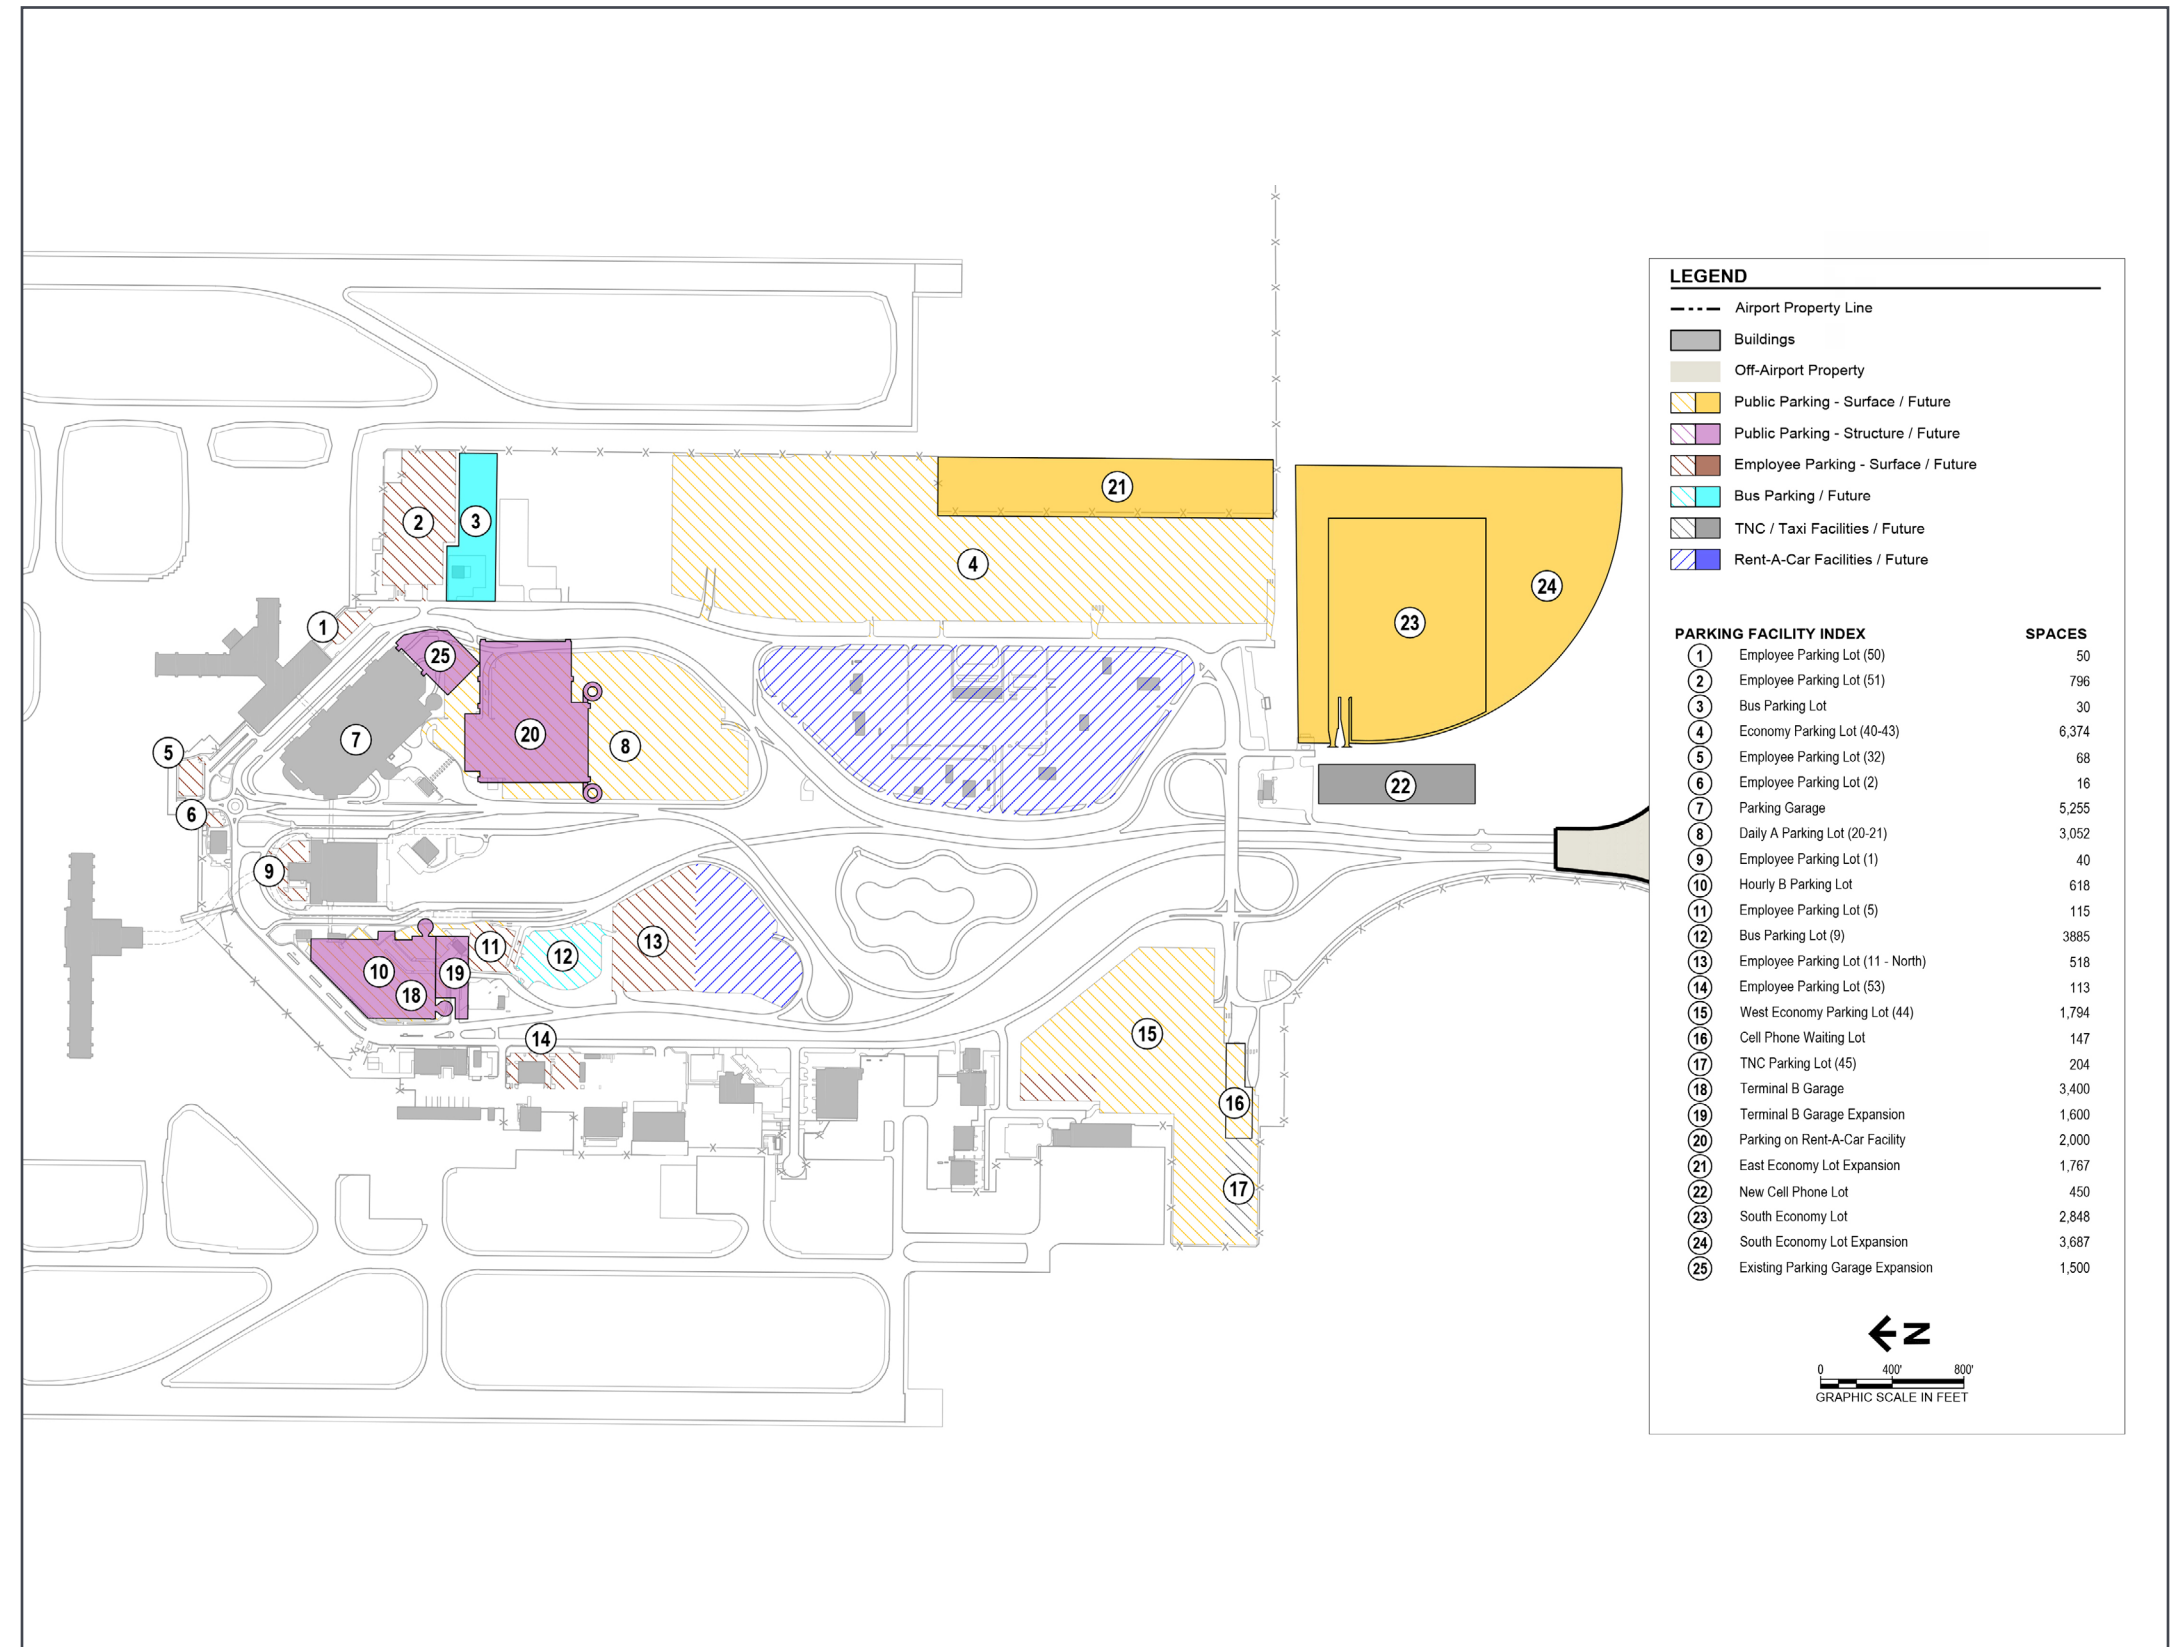 LEGEND
Airport Property Line
Buildings
Off-Airport Property
Public Parking - Surface / Future
Public Parking - Structure / Future
Employee Parking - Surface / Future
Bus Parking / Future
TNC / Taxi Facilities / Future
Rent-A-Car Facilities / Future
PARKING FACILITY INDEX SPACES
1 Employee Parking Lot (50) 50
2 Employee Parking Lot (51) 796
3 Bus Parking Lot 30
4 Economy Parking Lot (40-43) 6,374
5 Employee Parking Lot (32) 68
6 Employee Parking Lot (2) 16
7 Parking Garage 5,255
8 Daily A Parking Lot (20-21) 3,052
9 Employee Parking Lot (1) 40
10 Hourly B Parking Lot 618
11 Employee Parking Lot (5) 115
12 Bus Parking Lot (9) 3885
13 Employee Parking Lot (11 - North) 518
14 Employee Parking Lot (53) 113
15 West Economy Parking Lot (44) 1,794
16 Cell Phone Waiting Lot 147
17 TNC Parking Lot (45) 204
18 Terminal B Garage 3,400
19 Terminal B Garage Expansion 1,600
20 Parking on Rent-A-Car Facility 2,000
21 East Economy Lot Expansion 1,767
22 New Cell Phone Lot 450
23 South Economy Lot 2,848
24 South Economy Lot Expansion 3,687
25 Existing Parking Garage Expansion 1,500
N
0 400' 800'
GRAPHIC SCALE IN FEET
21
2
3
4
24
23
1
25
20
8
7
5
22
6
9
11
13
12
10
19
18
15
14
16
17